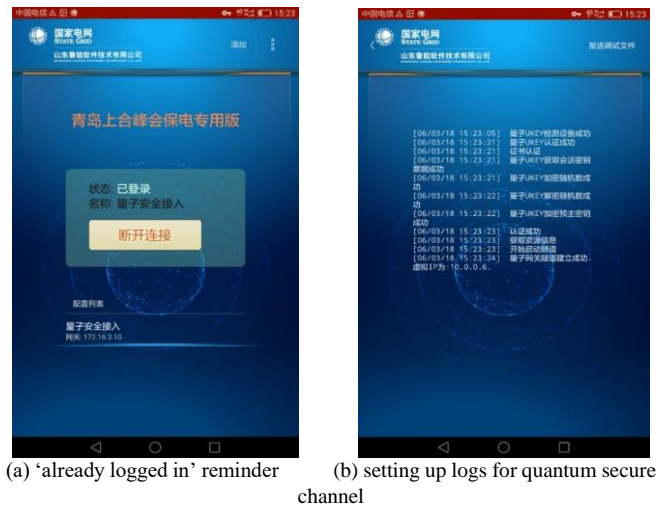 中国电信
15:23
国家电网
STATE GRID
山东鲁能软件技术有限公司
添加
青岛上合峰会保电专用版
状态: 已登录
名称: 量子安全接入
断开连接
配置列表
量子安全接入
网关: 172.16.3.10
(a) ‘already logged in’ reminder
中国电信
15:23
国家电网
STATE GRID
山东鲁能软件技术有限公司
发送调试文件
[06/03/18 15:23:05] 量子UKEY检测设备成功
[06/03/18 15:23:21] 量子UKEY认证成功
[06/03/18 15:23:21] 证书认证
[06/03/18 15:23:21] 量子UKEY获取会话密钥
票据成功
[06/03/18 15:23:21] 量子UKEY加密随机数成
功
[06/03/18 15:23:22] 量子UKEY解密随机数成
功
[06/03/18 15:23:22] 量子UKEY加密预主密钥
成功
[06/03/18 15:23:23] 认证成功
[06/03/18 15:23:23] 获取资源信息
[06/03/18 15:23:23] 开始启动隧道
[06/03/18 15:23:24] 量子网关隧道建立成功.
虚拟IP为:10.0.0.6.
(b) setting up logs for quantum secure
channel